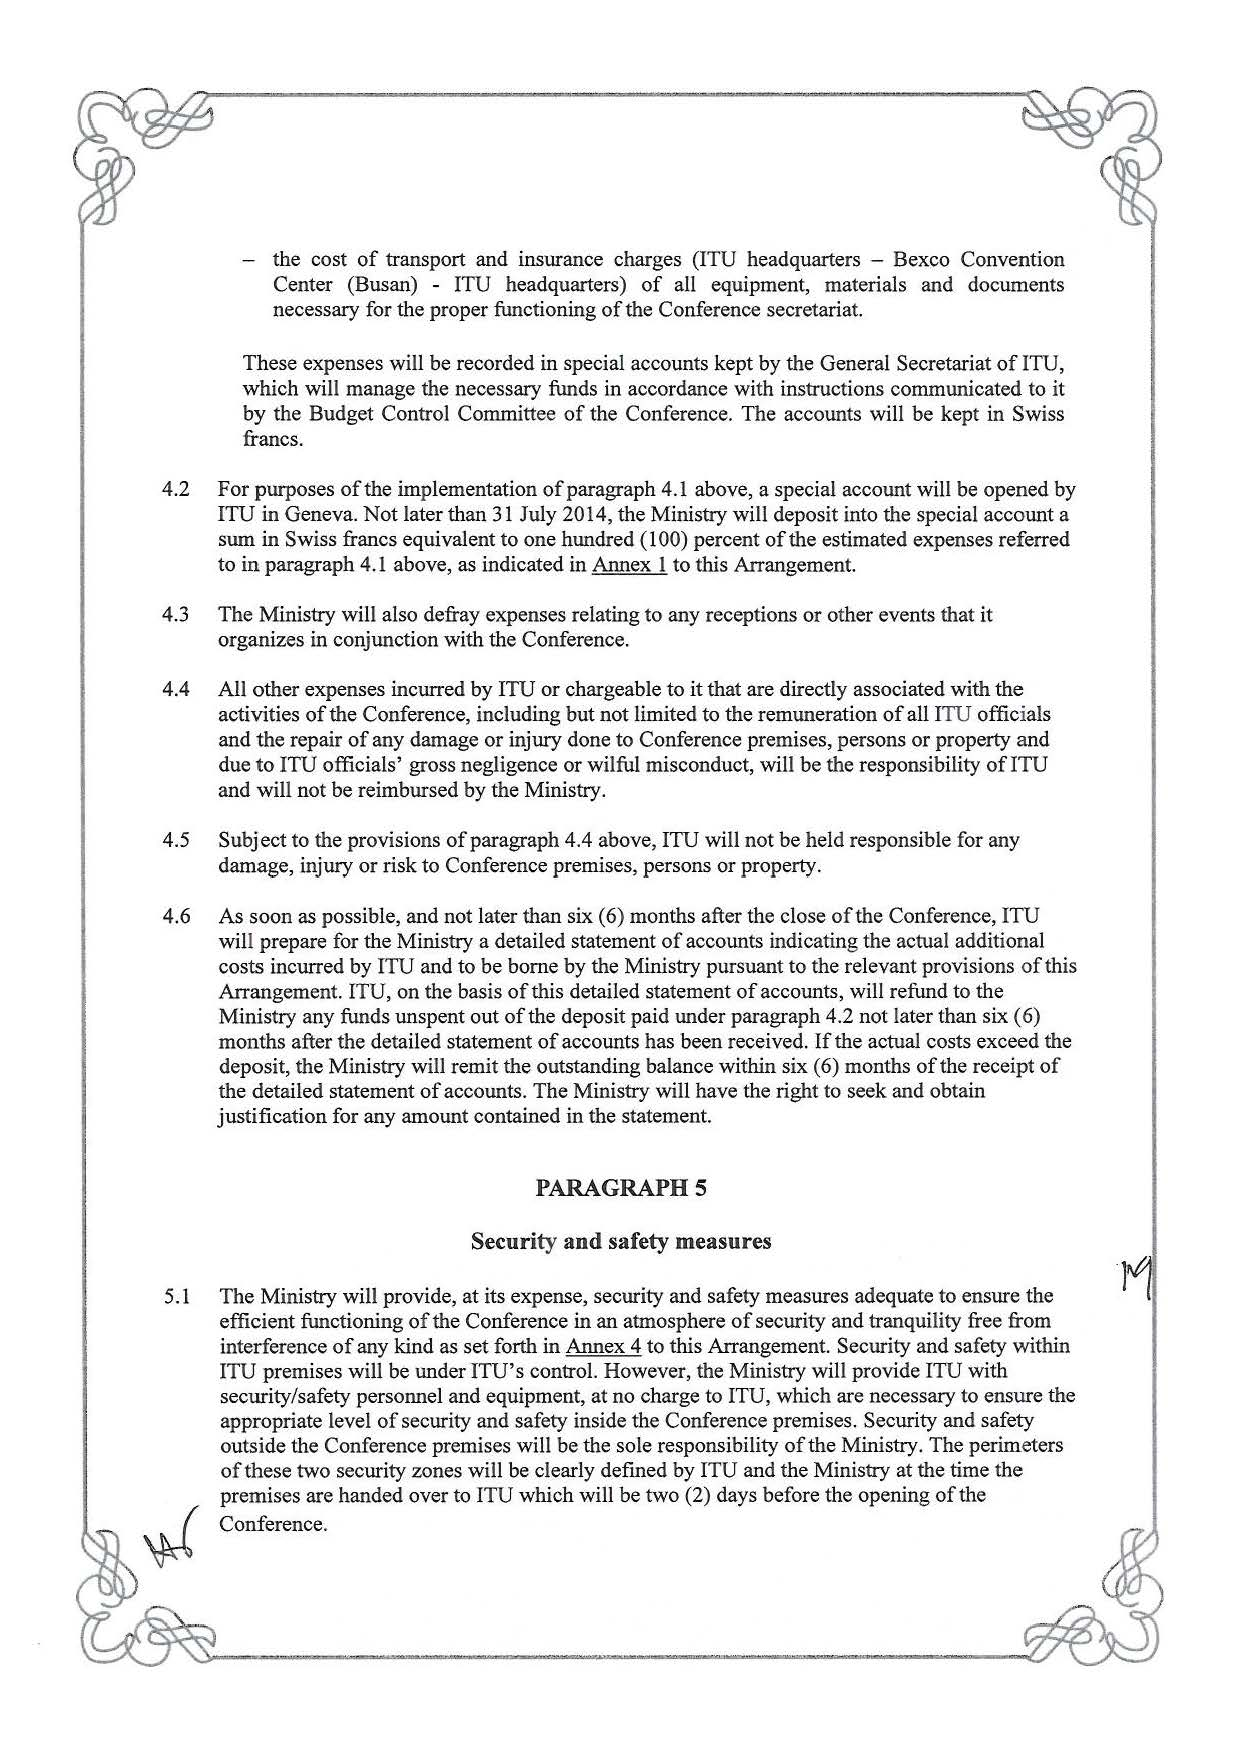 – the cost of transport and insurance charges (ITU headquarters – Bexco Convention
Center (Busan) - ITU headquarters) of all equipment, materials and documents
necessary for the proper functioning of the Conference secretariat.
These expenses will be recorded in special accounts kept by the General Secretariat of ITU,
which will manage the necessary funds in accordance with instructions communicated to it
by the Budget Control Committee of the Conference. The accounts will be kept in Swiss
francs.
4.2 For purposes of the implementation of paragraph 4.1 above, a special account will be opened by
ITU in Geneva. Not later than 31 July 2014, the Ministry will deposit into the special account a
sum in Swiss francs equivalent to one hundred (100) percent of the estimated expenses referred
to in paragraph 4.1 above, as indicated in Annex 1 to this Arrangement.
4.3 The Ministry will also defray expenses relating to any receptions or other events that it
organizes in conjunction with the Conference.
4.4 All other expenses incurred by ITU or chargeable to it that are directly associated with the
activities of the Conference, including but not limited to the remuneration of all ITU officials
and the repair of any damage or injury done to Conference premises, persons or property and
due to ITU officials’ gross negligence or wilful misconduct, will be the responsibility of ITU
and will not be reimbursed by the Ministry.
4.5 Subject to the provisions of paragraph 4.4 above, ITU will not be held responsible for any
damage, injury or risk to Conference premises, persons or property.
4.6 As soon as possible, and not later than six (6) months after the close of the Conference, ITU
will prepare for the Ministry a detailed statement of accounts indicating the actual additional
costs incurred by ITU and to be borne by the Ministry pursuant to the relevant provisions of this
Arrangement. ITU, on the basis of this detailed statement of accounts, will refund to the
Ministry any funds unspent out of the deposit paid under paragraph 4.2 not later than six (6)
months after the detailed statement of accounts has been received. If the actual costs exceed the
deposit, the Ministry will remit the outstanding balance within six (6) months of the receipt of
the detailed statement of accounts. The Ministry will have the right to seek and obtain
justification for any amount contained in the statement.
PARAGRAPH 5
Security and safety measures
5.1 The Ministry will provide, at its expense, security and safety measures adequate to ensure the
efficient functioning of the Conference in an atmosphere of security and tranquility free from
interference of any kind as set forth in Annex 4 to this Arrangement. Security and safety within
ITU premises will be under ITU’s control. However, the Ministry will provide ITU with
security/safety personnel and equipment, at no charge to ITU, which are necessary to ensure the
appropriate level of security and safety inside the Conference premises. Security and safety
outside the Conference premises will be the sole responsibility of the Ministry. The perimeters
of these two security zones will be clearly defined by ITU and the Ministry at the time the
premises are handed over to ITU which will be two (2) days before the opening of the
Conference.